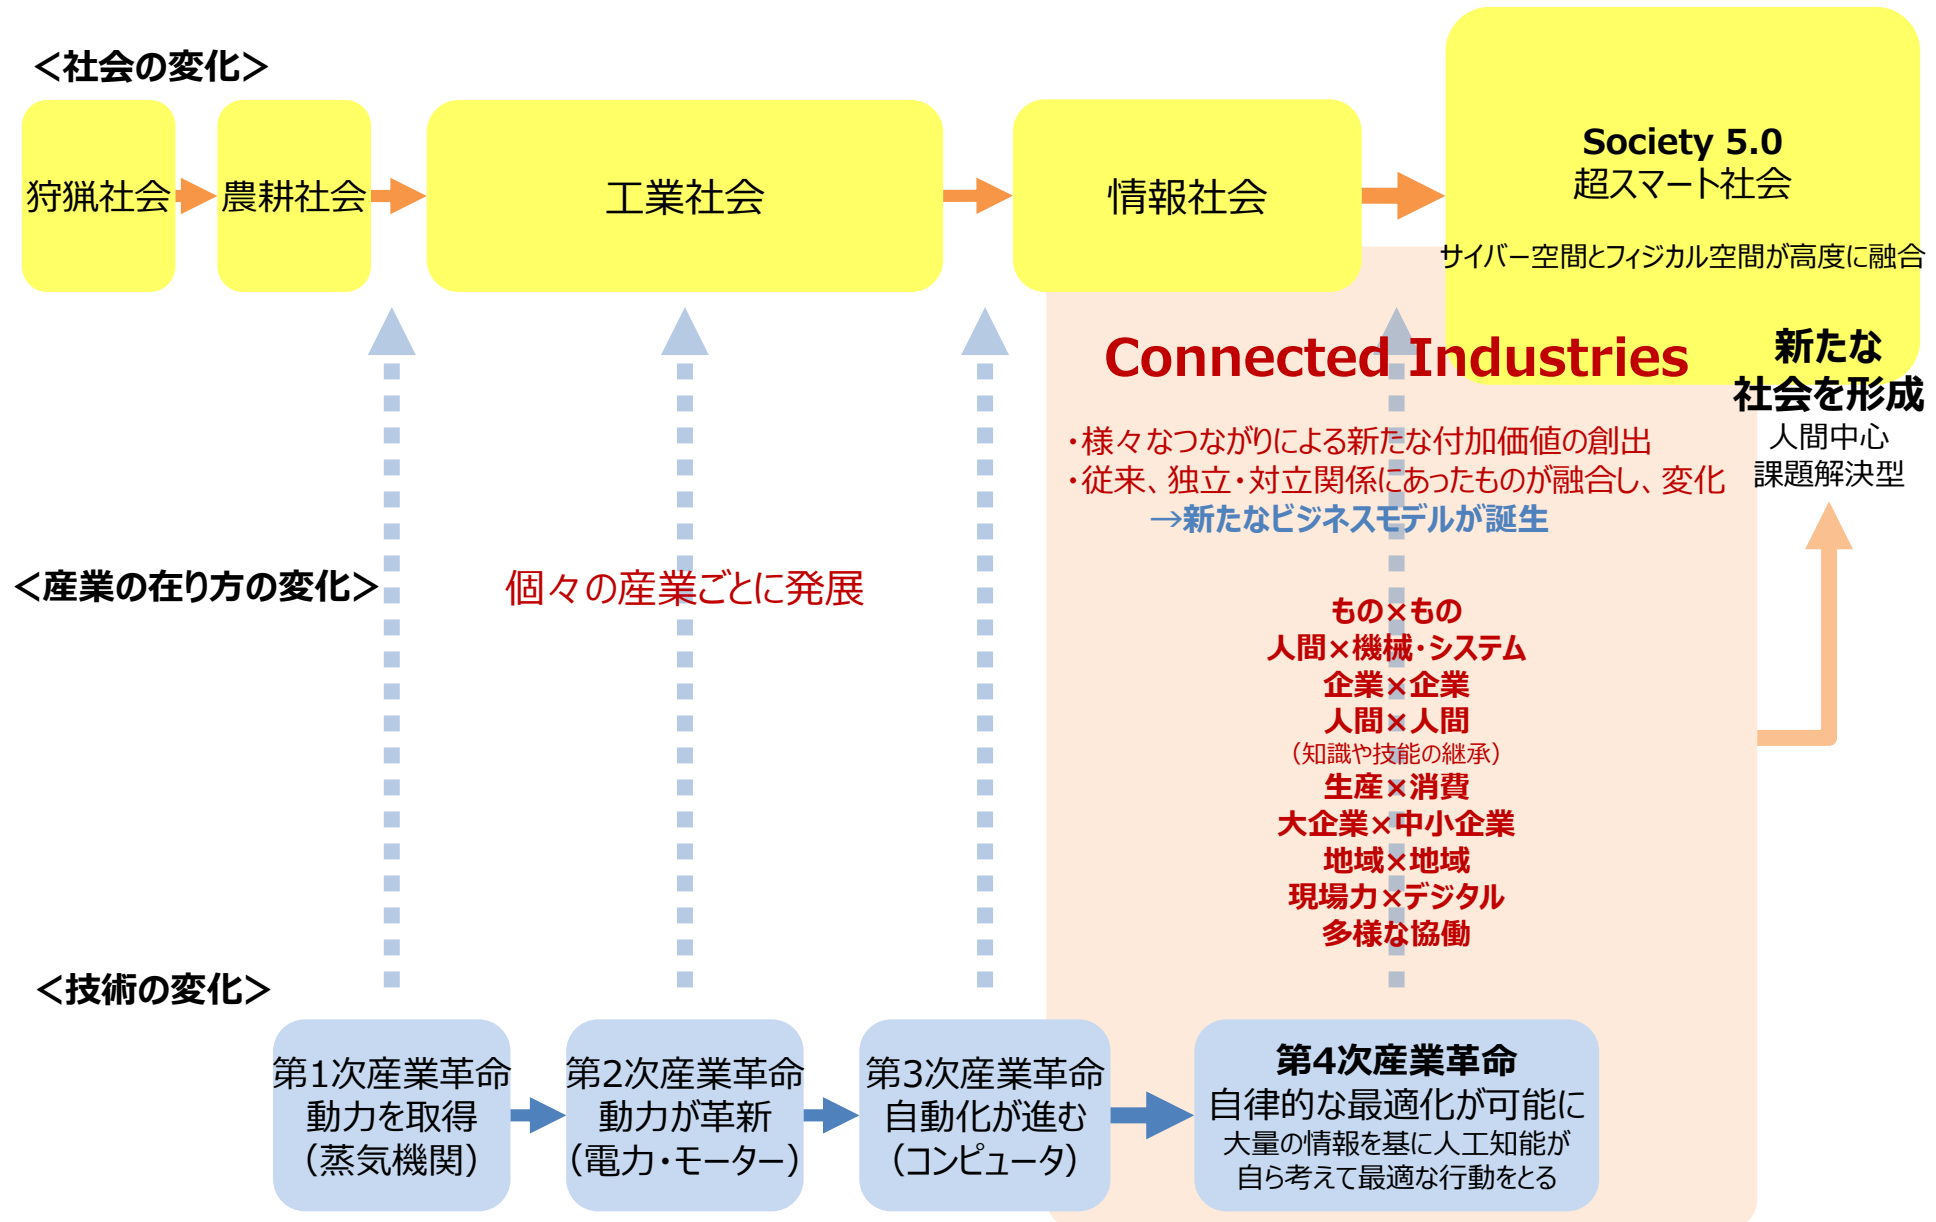 ＜社会の変化＞
狩猟社会
農耕社会
工業社会
情報社会
Society 5.0
超スマート社会
サイバー空間とフィジカル空間が高度に融合
Connected Industries
・様々なつながりによる新たな付加価値の創出
・従来、独立・対立関係にあったものが融合し、変化
→新たなビジネスモデルが誕生
新たな
社会を形成
人間中心
課題解決型
＜産業の在り方の変化＞
個々の産業ごとに発展
もの×もの
人間×機械・システム
企業×企業
人間×人間
（知識や技能の継承）
生産×消費
大企業×中小企業
地域×地域
現場力×デジタル
多様な協働
＜技術の変化＞
第1次産業革命
動力を取得
（蒸気機関）
第2次産業革命
動力が革新
（電力・モーター）
第3次産業革命
自動化が進む
（コンピュータ）
第4次産業革命
自律的な最適化が可能に
大量の情報を基に人工知能が
自ら考えて最適な行動をとる